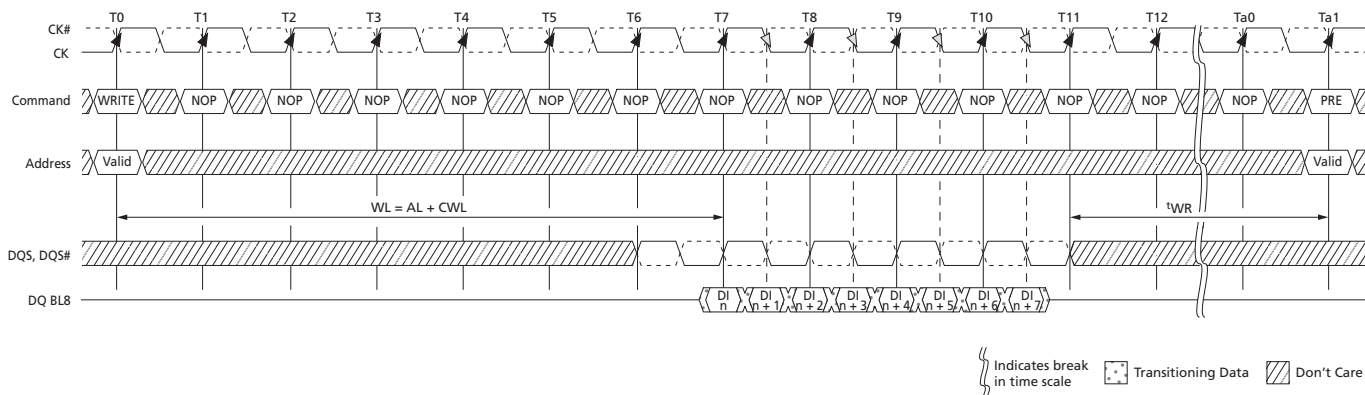 T0 T1 T2 T3 T4 T5 T6 T7 T8 T9 T10 T11 T12 Ta0 Ta1
CK#
CK
Command WRITE NOP NOP NOP NOP NOP NOP NOP NOP NOP NOP NOP NOP NOP PRE
Address Valid Valid
WL = AL + CWL tWR
DQS, DQS#
DQ BL8 DI n DI n + 1 DI n + 2 DI n + 3 DI n + 4 DI n + 5 DI n + 6 DI n + 7
Indicates break in time scale Transitioning Data Don't Care